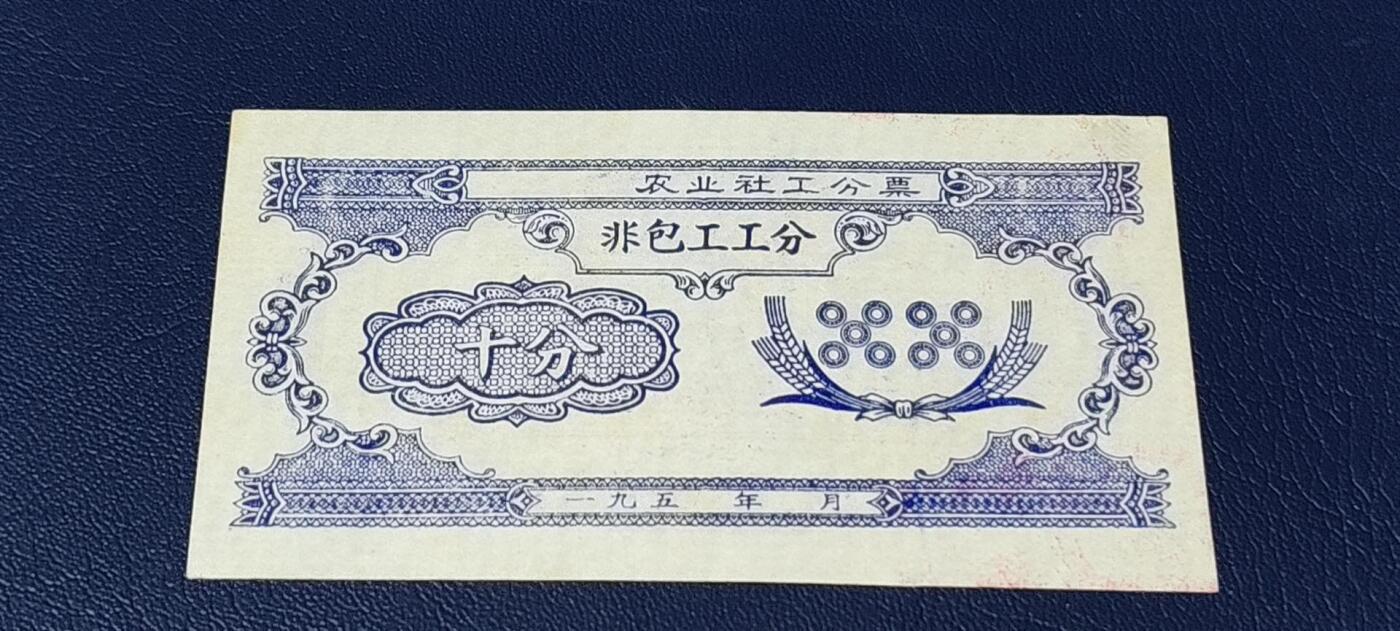 农业社工分票
非包工工分
十分
一九五 年 月